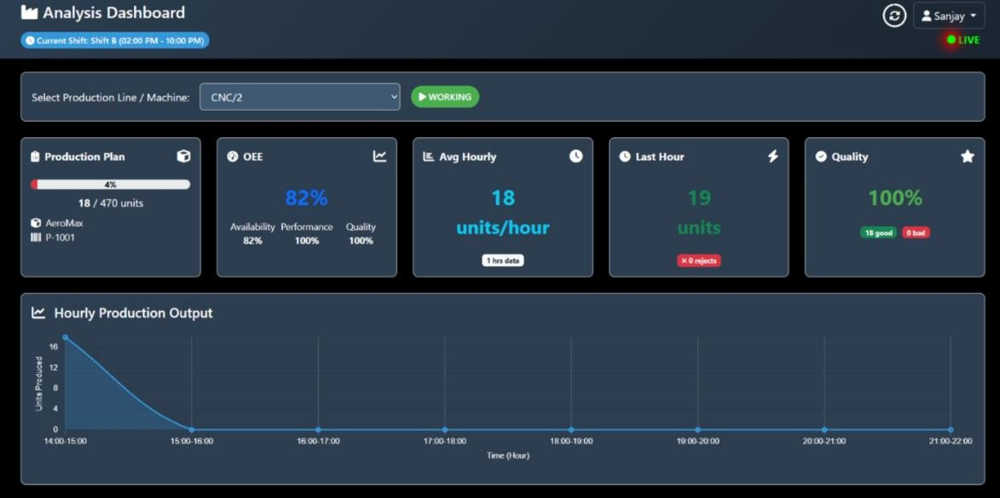 Analysis Dashboard
Sanjay
Current Shift: Shift B (02:00 PM - 10:00 PM)
LIVE
Select Production Line / Machine: CNC/2 WORKING
Production Plan
4%
18 / 470 units
AeroMax
P-1001
OEE
82%
Availability Performance Quality
82% 100% 100%
Avg Hourly
18
units/hour
1 hrs data
Last Hour
19
units
× 0 rejects
Quality
100%
18 good 0 bad
Hourly Production Output
Units Produced
16
12
8
4
0
14:00-15:00 15:00-16:00 16:00-17:00 17:00-18:00 18:00-19:00 19:00-20:00 20:00-21:00 21:00-22:00
Time (Hour)